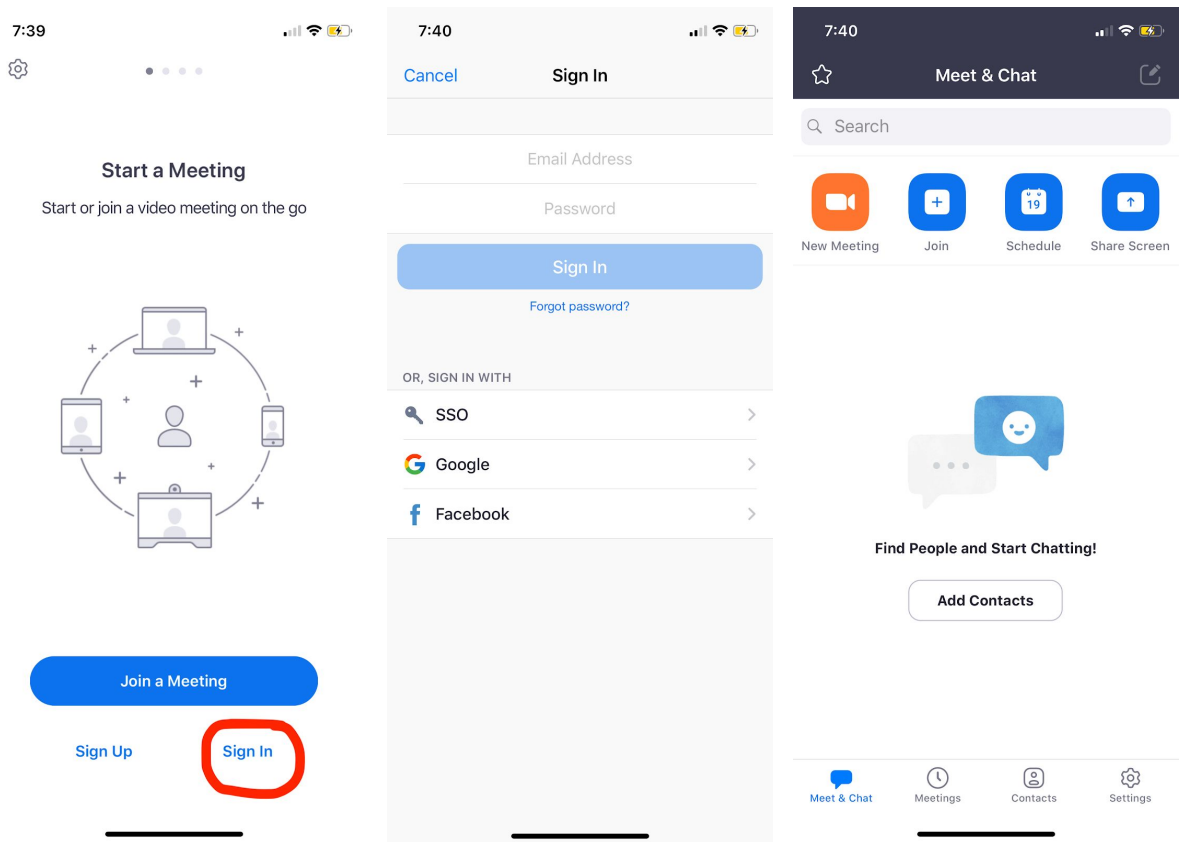 7:39
Start a Meeting
Start or join a video meeting on the go
Join a Meeting
Sign Up
Sign In
7:40
Cancel
Sign In
Email Address
Password
Sign In
Forgot password?
OR, SIGN IN WITH
SSO
Google
Facebook
7:40
Meet & Chat
Search
19
New Meeting
Join
Schedule
Share Screen
Find People and Start Chatting!
Add Contacts
Meet & Chat
Meetings
Contacts
Settings